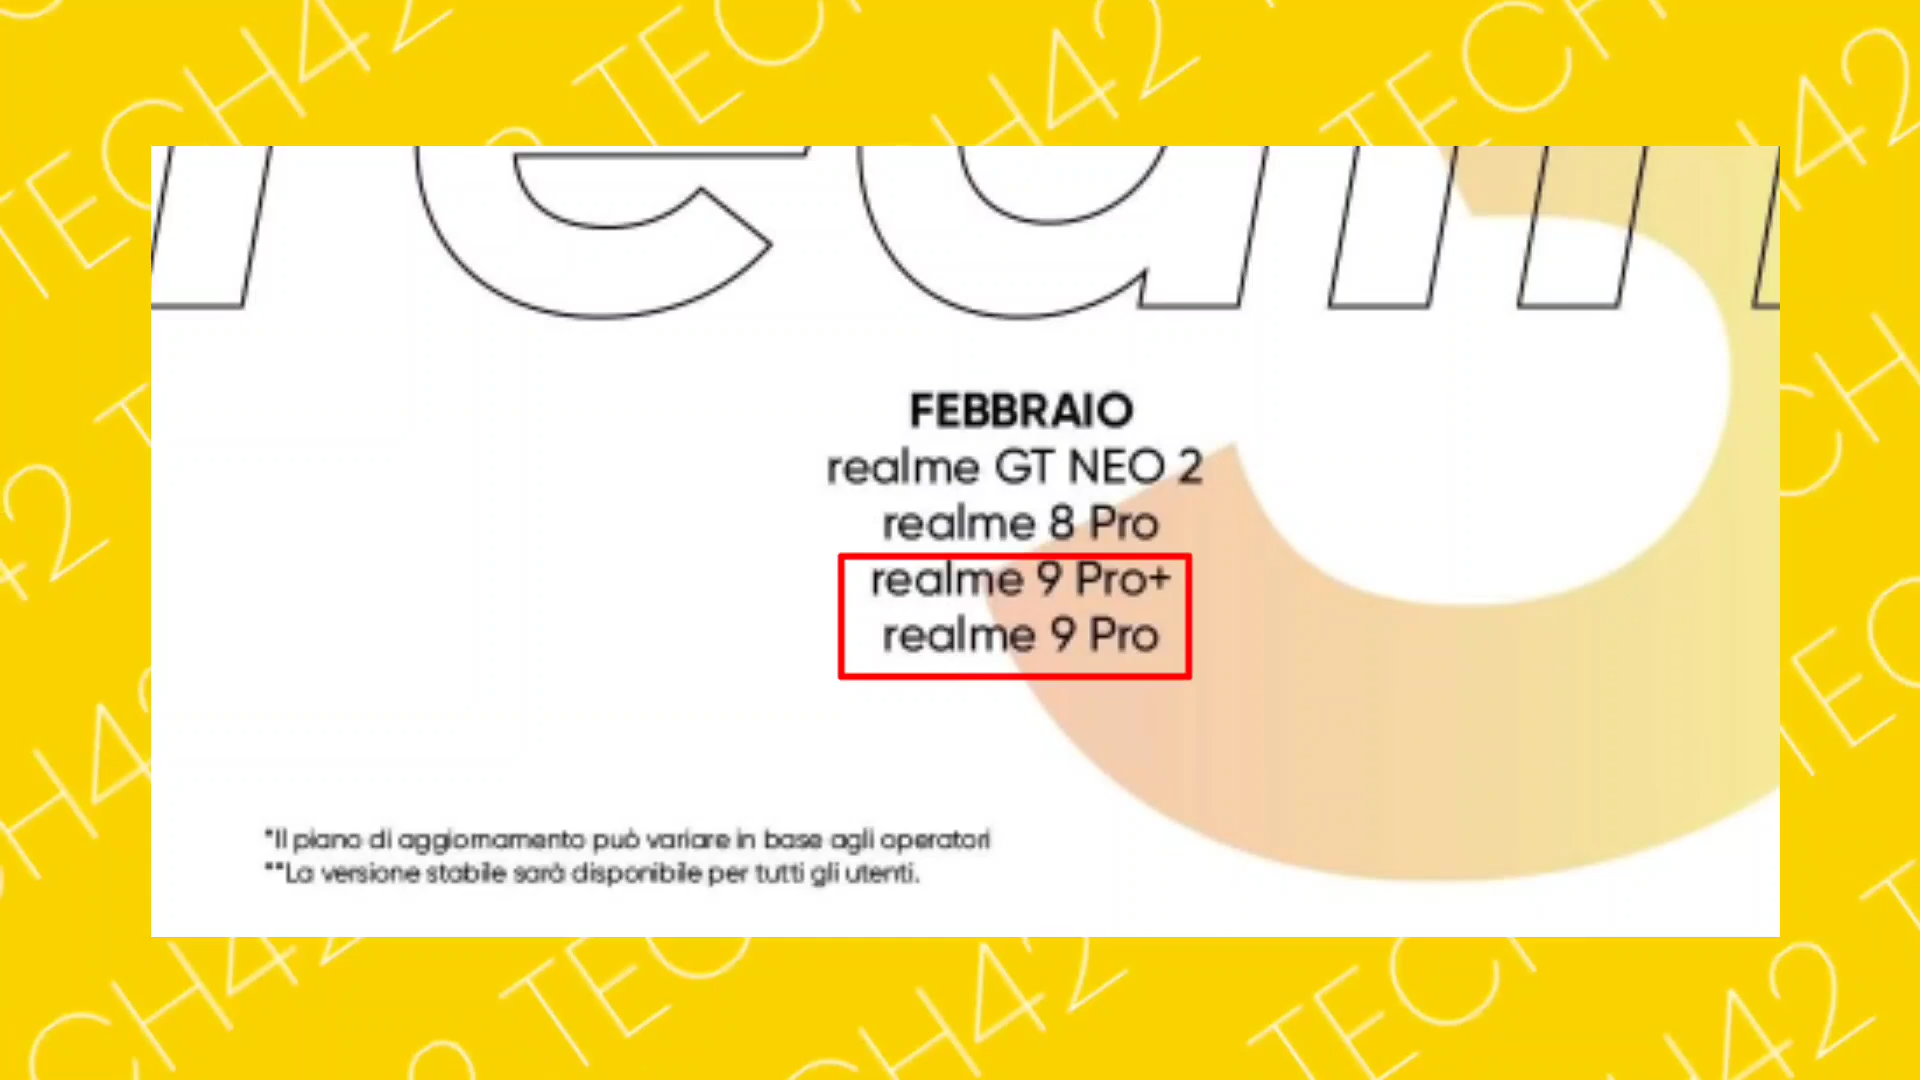 FEBBRAIO
realme GT NEO 2
realme 8 Pro
realme 9 Pro+
realme 9 Pro
*Il piano di aggiornamento può variare in base agli operatori
**La versione stabile sarà disponibile per tutti gli utenti.
TECH42